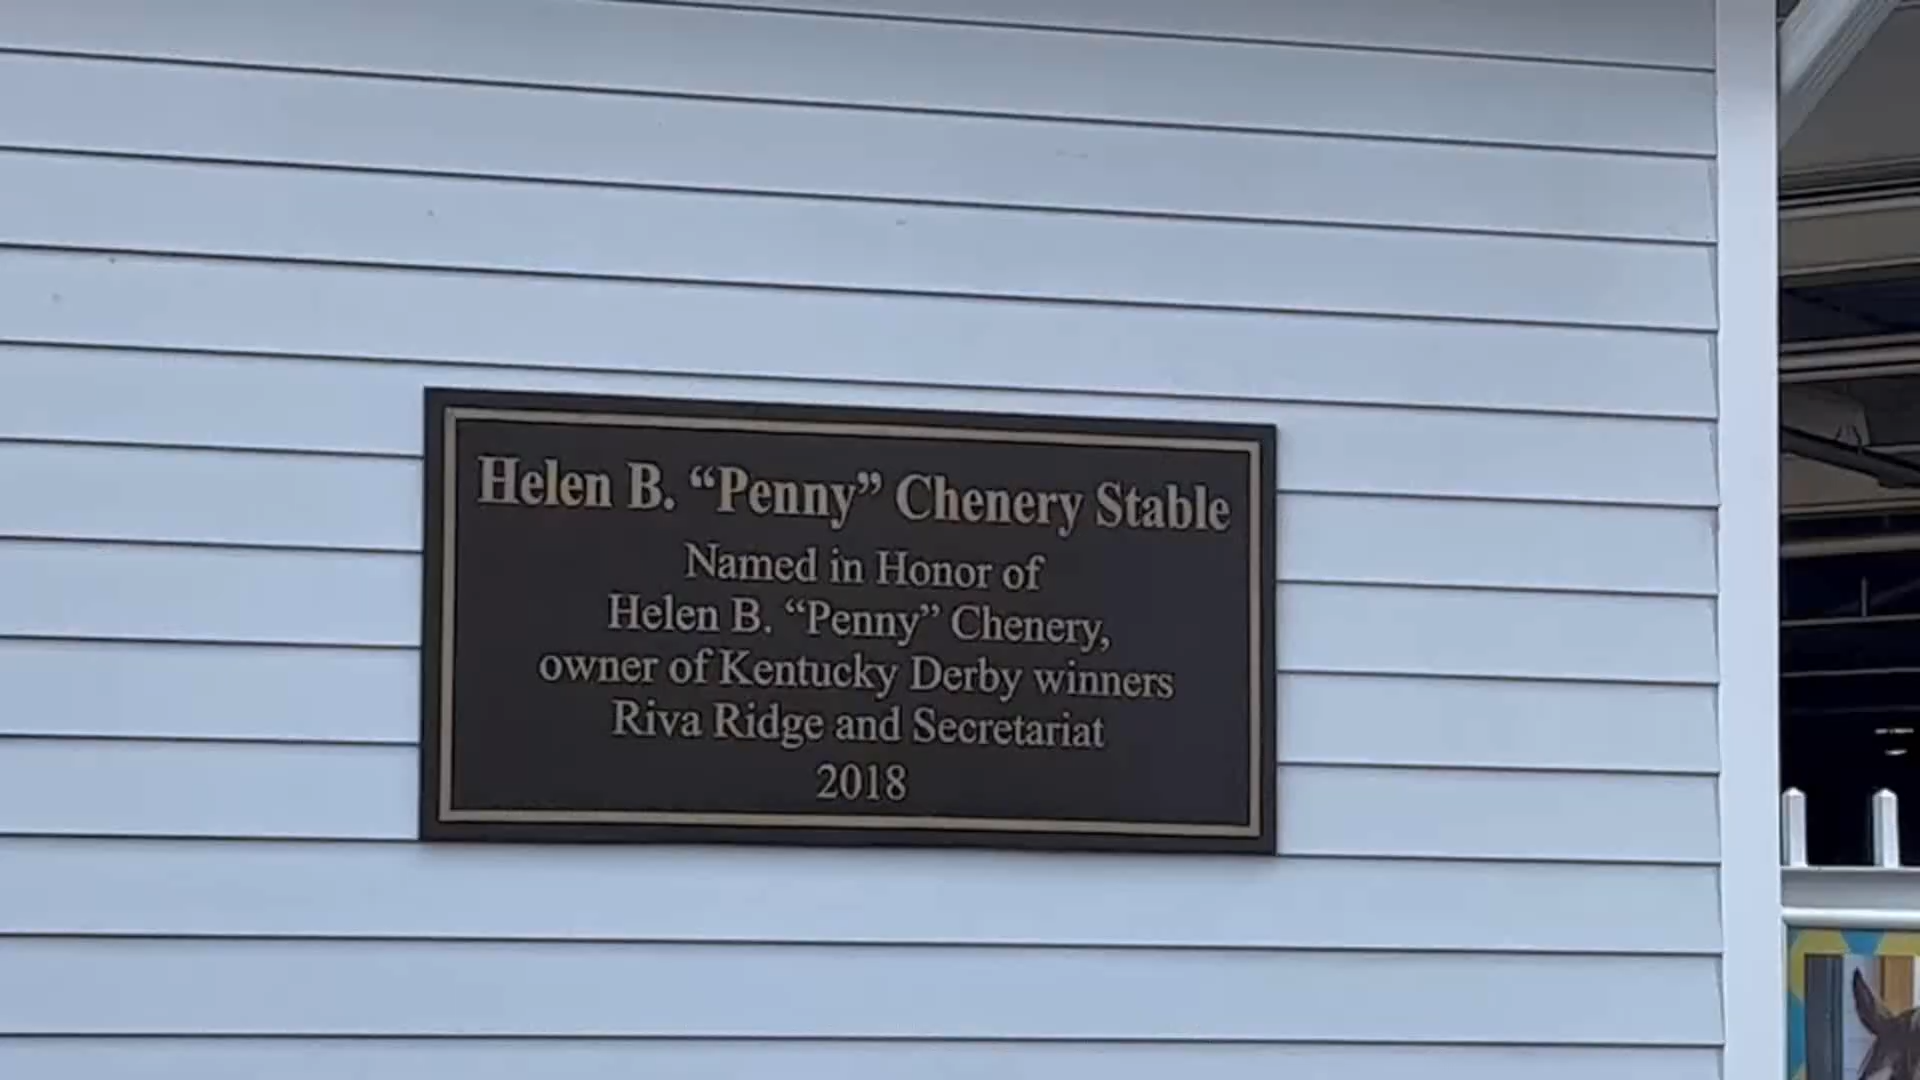 Helen B. “Penny” Chenery Stable
Named in Honor of
Helen B. “Penny” Chenery,
owner of Kentucky Derby winners
Riva Ridge and Secretariat
2018